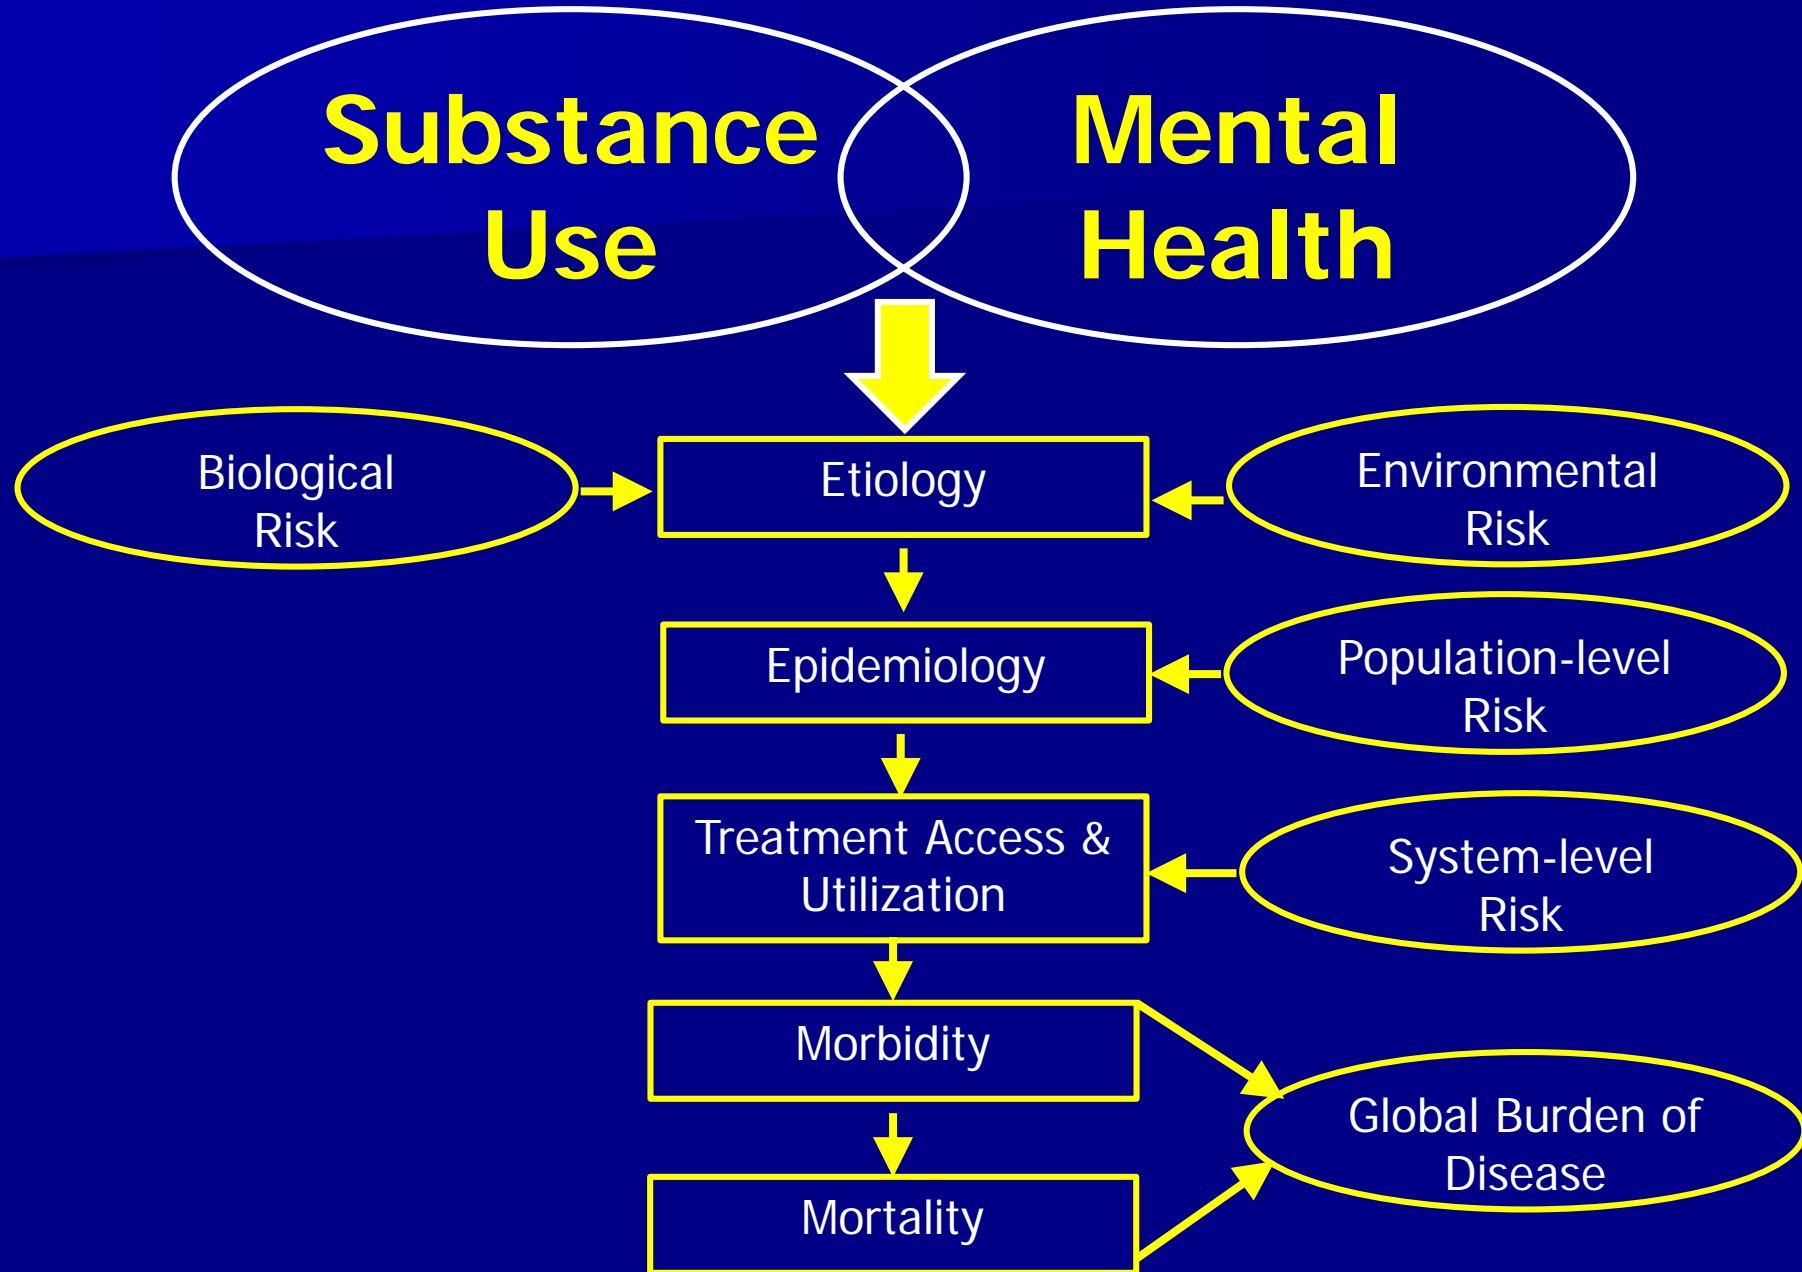 Substance
Use
Mental
Health
Biological
Risk
Etiology
Environmental
Risk
Epidemiology
Population-level
Risk
Treatment Access &
Utilization
System-level
Risk
Morbidity
Global Burden of
Disease
Mortality